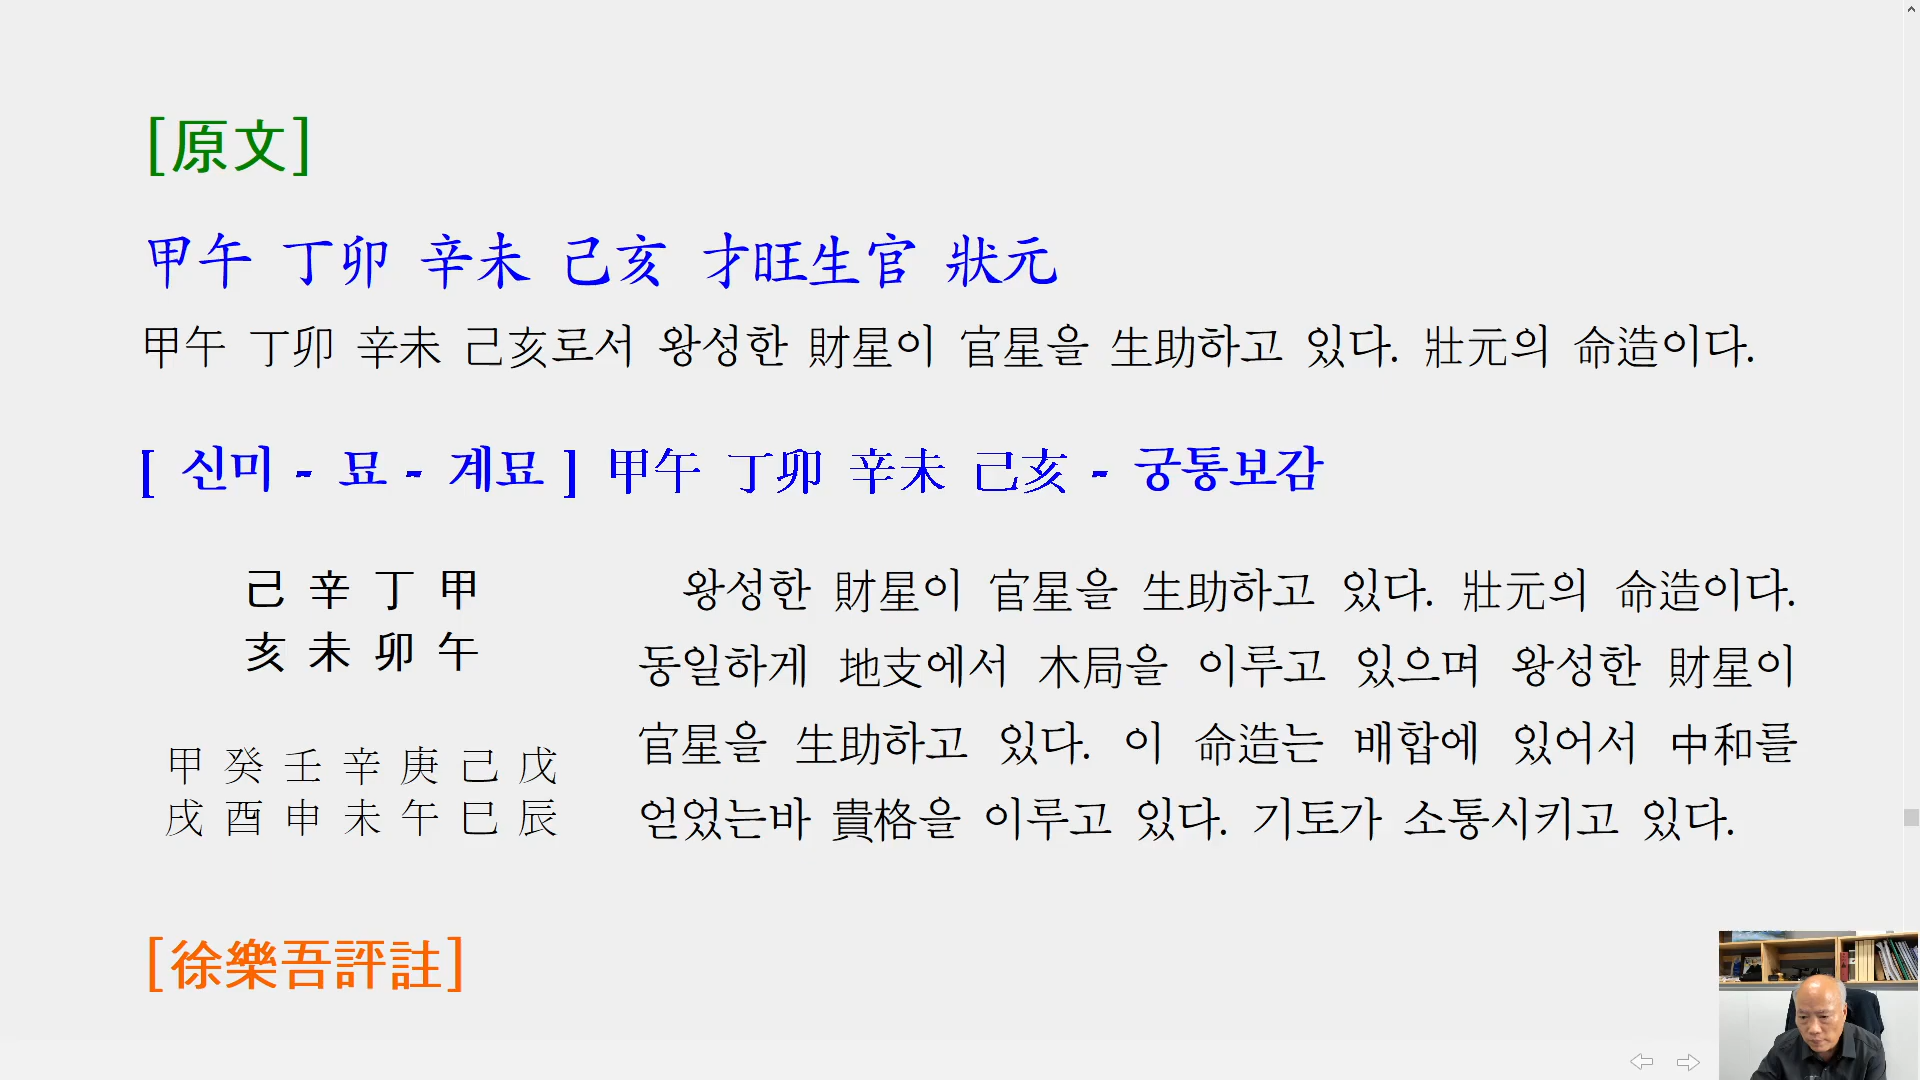 [原文]
甲午 丁卯 辛未 己亥 才旺生官 狀元
甲午 丁卯 辛未 己亥로서 왕성한 財星이 官星을 生助하고 있다. 壯元의 命造이다.
[ 신미 - 묘 - 계묘 ] 甲午 丁卯 辛未 己亥 - 궁통보감
己 辛 丁 甲
亥 未 卯 午
甲 癸 壬 辛 庚 己 戊
戌 酉 申 未 午 巳 辰
왕성한 財星이 官星을 生助하고 있다. 壯元의 命造이다.
동일하게 地支에서 木局을 이루고 있으며 왕성한 財星이
官星을 生助하고 있다. 이 命造는 배합에 있어서 中和를
얻었는바 貴格을 이루고 있다. 기토가 소통시키고 있다.
[徐樂吾評註]